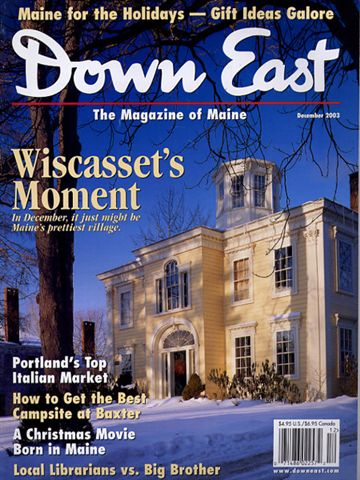 Maine for the Holidays — Gift Ideas Galore
Down East
The Magazine of Maine
December 2003
Wiscasset's
Moment
In December, it just might be
Maine's prettiest village.
Portland's Top
Italian Market
How to Get the Best
Campsite at Baxter
A Christmas Movie
Born in Maine
Local Librarians vs. Big Brother
$4.95 U.S./$6.95 Canada
12
www.downeast.com